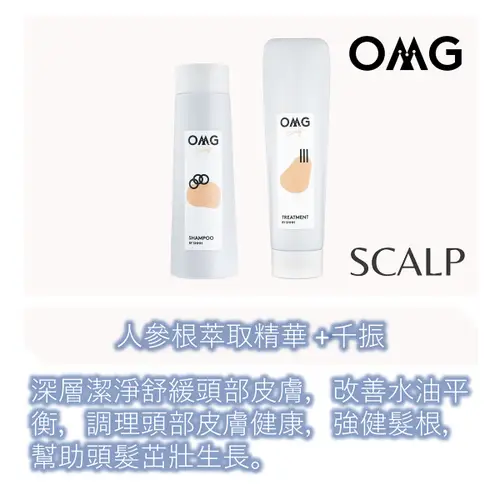 OMG
OMG
OMG
SHAMPOO
TREATMENT
SCALP
人參根萃取精華 +千振
深層潔淨舒緩頭部皮膚，改善水油平
衡，調理頭部皮膚健康，強健髮根，
幫助頭髮茁壯生長。